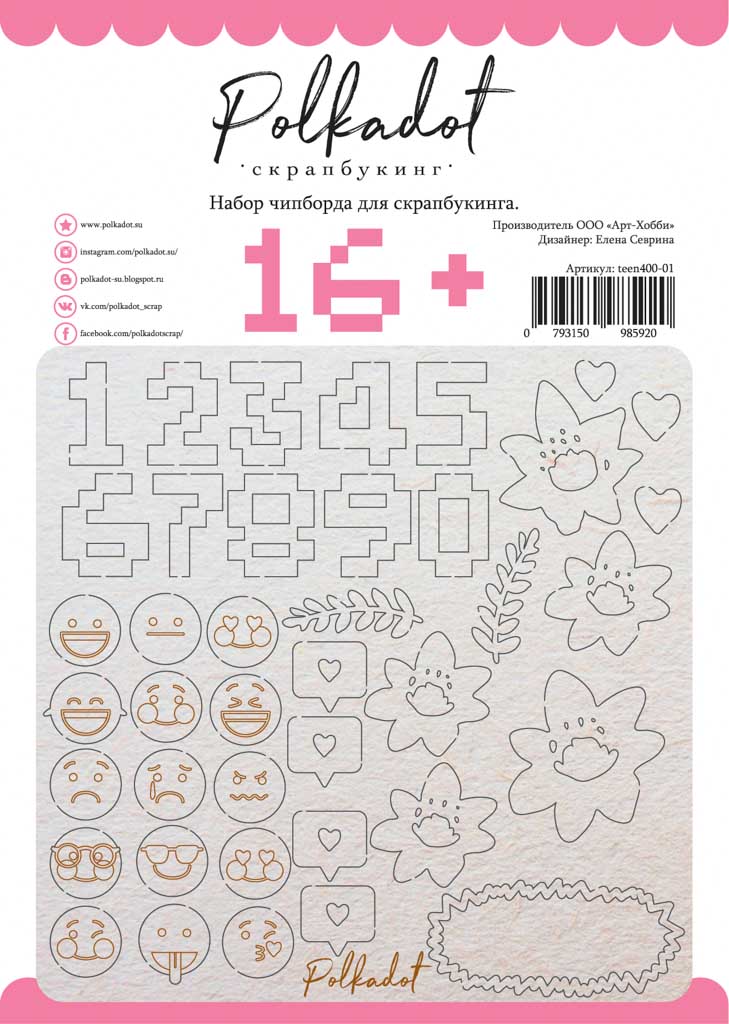 Polkadot
·скрапбукинг·
Набор чипборда для скрапбукинга.
www.polkadot.su
instagram.com/polkadot.su/
polkadot-su.blogspot.ru
vk.com/polkadot_scrap
facebook.com/polkadotscrap/
16 +
Производитель ООО «Арт-Хобби»
Дизайнер: Елена Севрина
Артикул: teen400-01
0 793150 985920
12345
67890
Polkadot